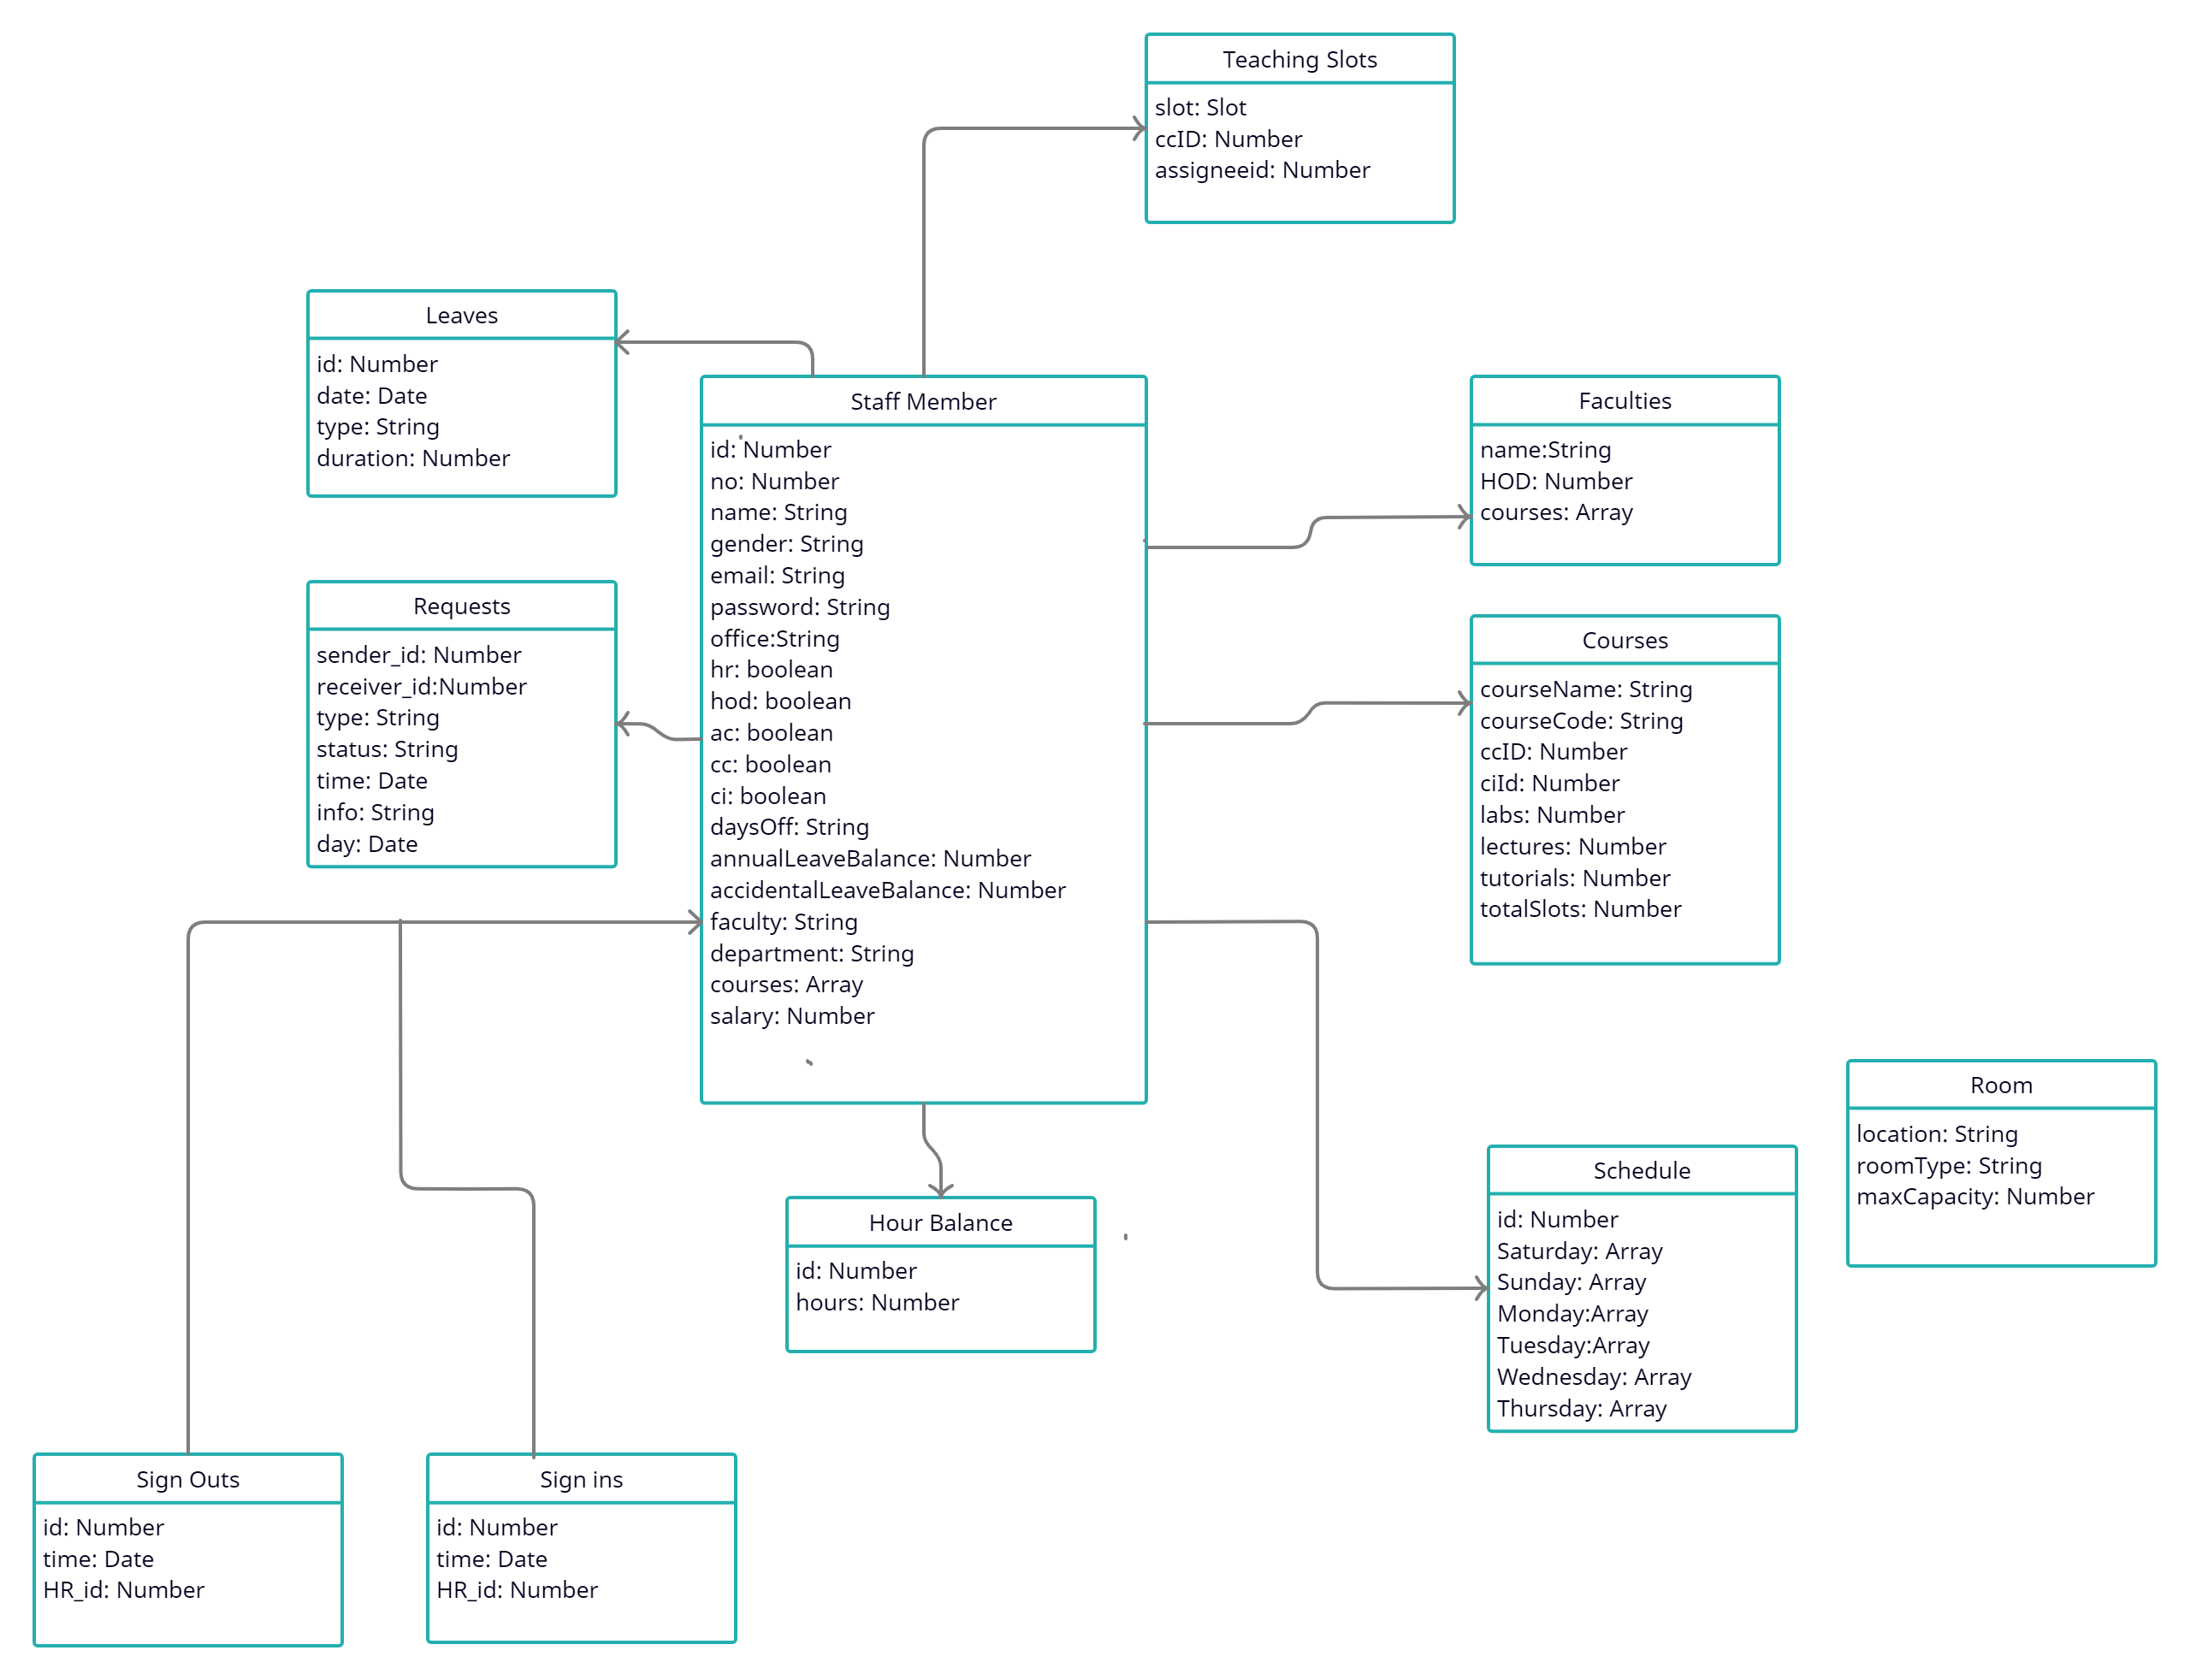 Teaching Slots
slot: Slot
ccID: Number
assigneeid: Number
Leaves
id: Number
date: Date
type: String
duration: Number
Staff Member
id: Number
no: Number
name: String
gender: String
email: String
password: String
office:String
hr: boolean
hod: boolean
ac: boolean
cc: boolean
ci: boolean
daysOff: String
annualLeaveBalance: Number
accidentalLeaveBalance: Number
faculty: String
department: String
courses: Array
salary: Number
Faculties
name:String
HOD: Number
courses: Array
Requests
sender_id: Number
receiver_id:Number
type: String
status: String
time: Date
info: String
day: Date
Courses
courseName: String
courseCode: String
ccID: Number
ciId: Number
labs: Number
lectures: Number
tutorials: Number
totalSlots: Number
Room
location: String
roomType: String
maxCapacity: Number
Schedule
id: Number
Saturday: Array
Sunday: Array
Monday:Array
Tuesday:Array
Wednesday: Array
Thursday: Array
Hour Balance
id: Number
hours: Number
Sign Outs
id: Number
time: Date
HR_id: Number
Sign ins
id: Number
time: Date
HR_id: Number